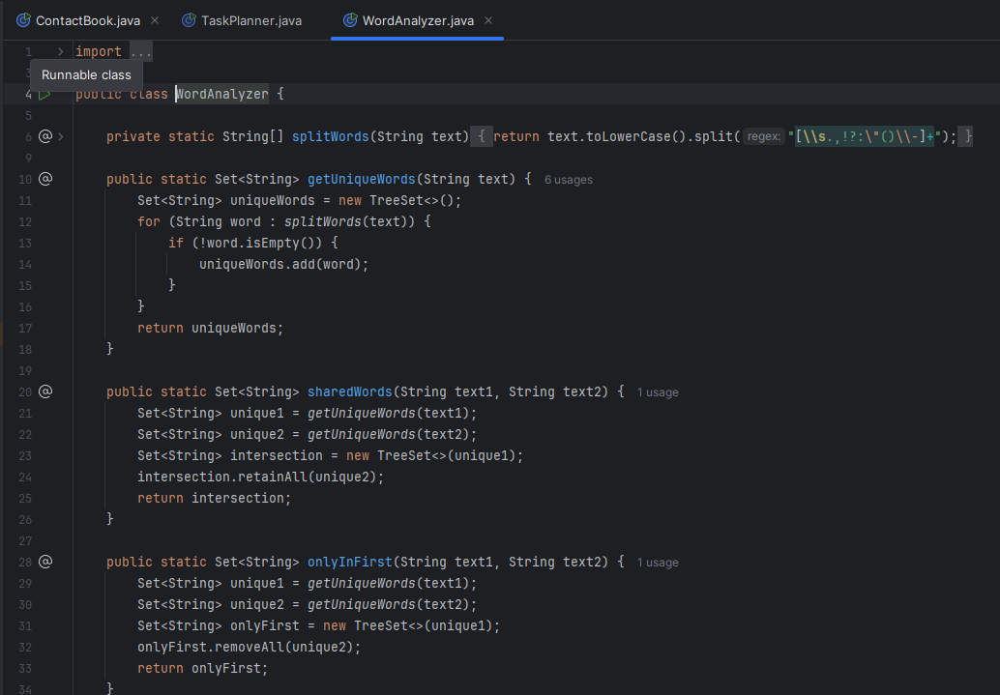 ContactBook.java × TaskPlanner.java WordAnalyzer.java ×
1 > import ...
3
Runnable class
4 public class WordAnalyzer {
5
6 @ > private static String[] splitWords(String text) { return text.toLowerCase().split( regex: "[\\s.,!?:\"()\\-]+"); }
9
10 @ public static Set<String> getUniqueWords(String text) { 6 usages
11 Set<String> uniqueWords = new TreeSet<>();
12 for (String word : splitWords(text)) {
13 if (!word.isEmpty()) {
14 uniqueWords.add(word);
15 }
16 }
17 return uniqueWords;
18 }
19
20 @ public static Set<String> sharedWords(String text1, String text2) { 1 usage
21 Set<String> unique1 = getUniqueWords(text1);
22 Set<String> unique2 = getUniqueWords(text2);
23 Set<String> intersection = new TreeSet<>(unique1);
24 intersection.retainAll(unique2);
25 return intersection;
26 }
27
28 @ public static Set<String> onlyInFirst(String text1, String text2) { 1 usage
29 Set<String> unique1 = getUniqueWords(text1);
30 Set<String> unique2 = getUniqueWords(text2);
31 Set<String> onlyFirst = new TreeSet<>(unique1);
32 onlyFirst.removeAll(unique2);
33 return onlyFirst;
34 }